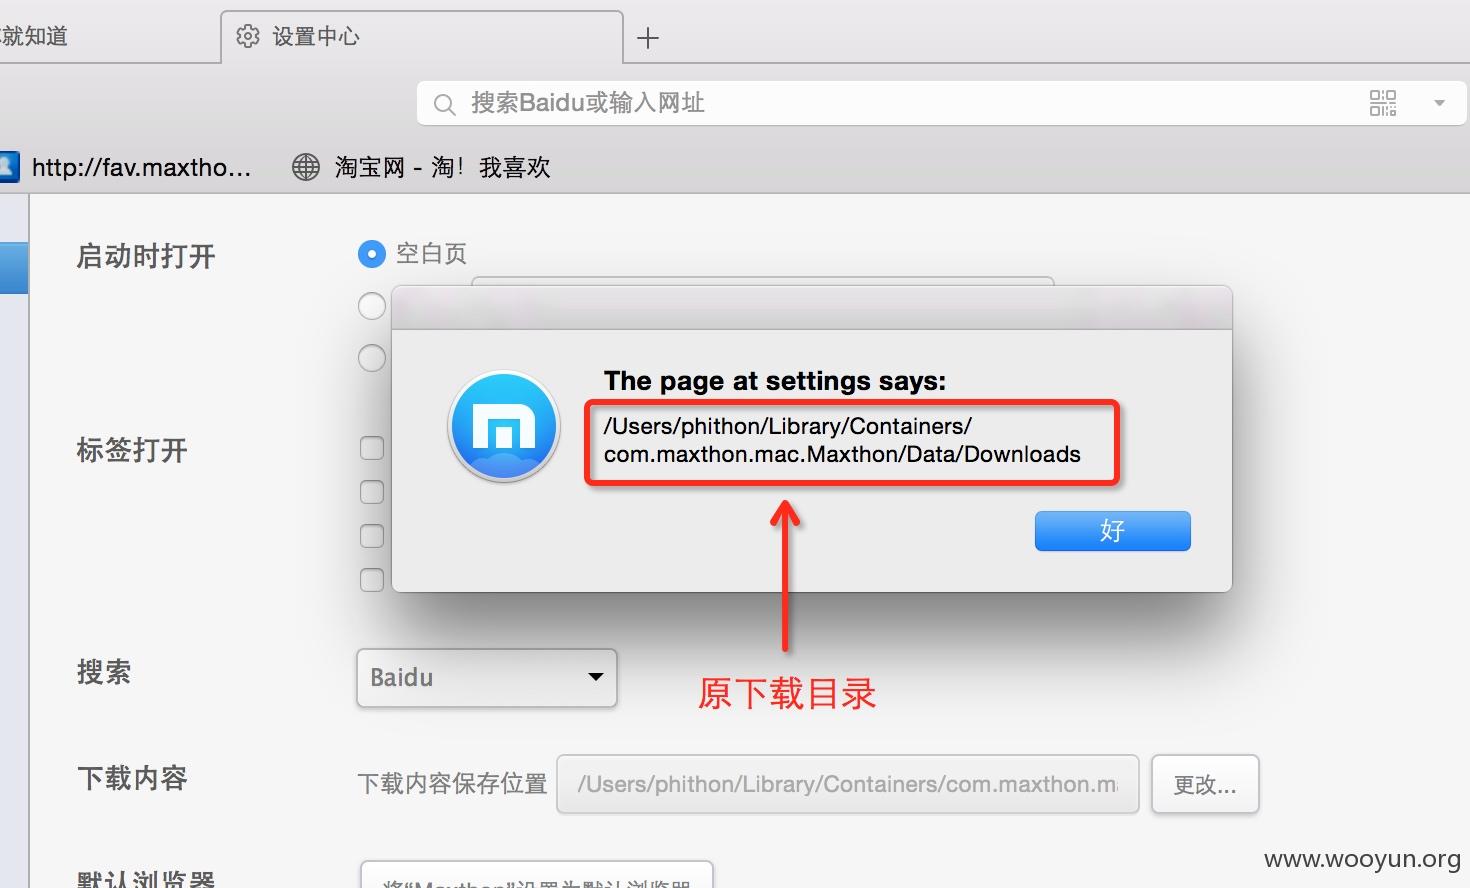 就知道
设置中心
搜索Baidu或输入网址
http://fav.maxtho...
淘宝网 - 淘！我喜欢
启动时打开
空白页
The page at settings says:
/Users/phithon/Library/Containers/
com.maxthon.mac.Maxthon/Data/Downloads
标签打开
好
搜索
Baidu
原下载目录
下载内容
下载内容保存位置
/Users/phithon/Library/Containers/com.maxthon.m
更改...
www.wooyun.org
默认浏览器
将“Maxthon”设置为默认浏览器